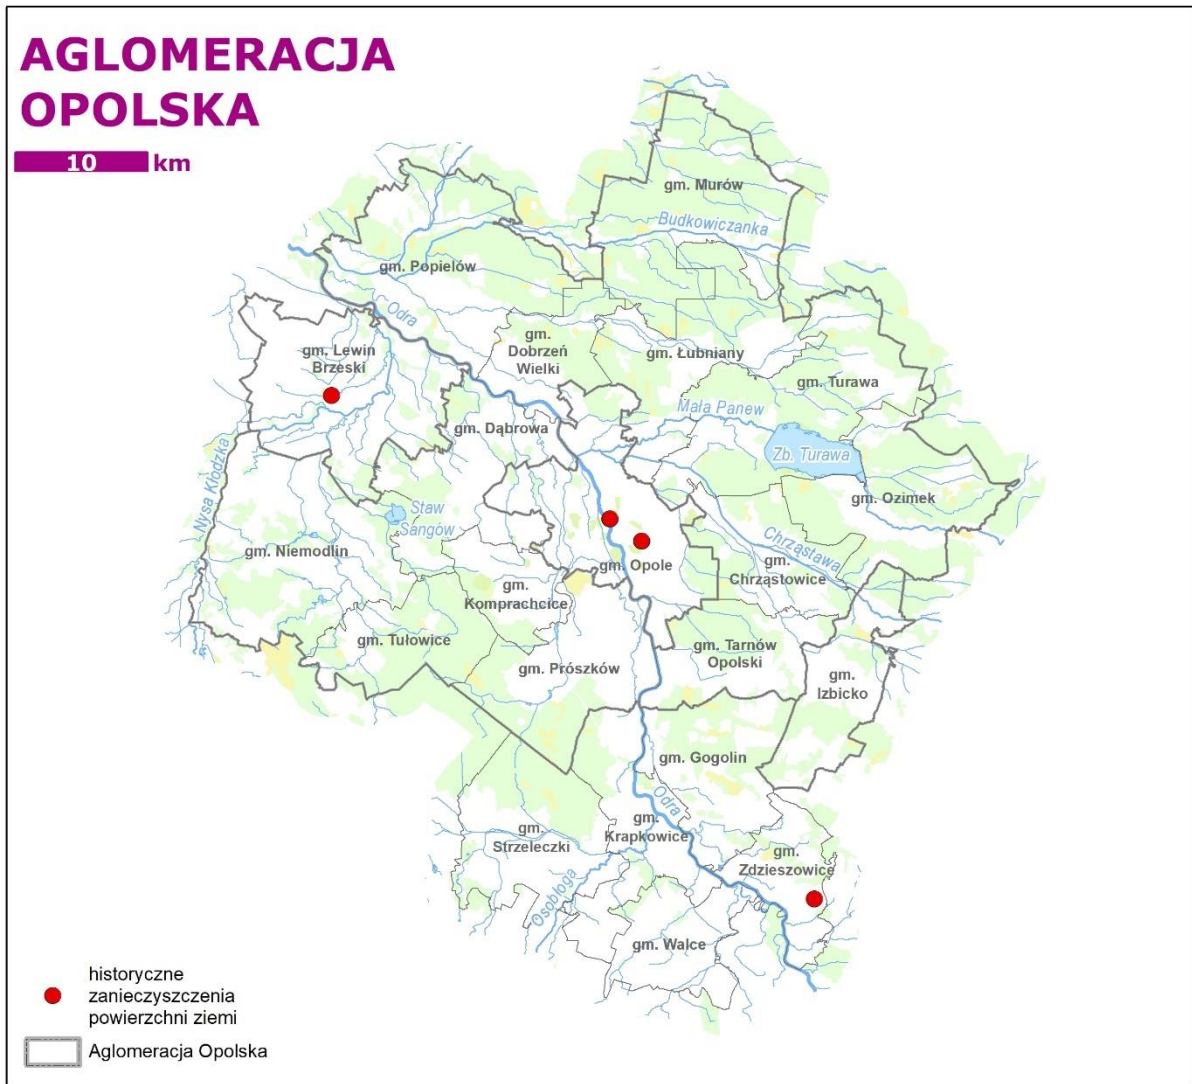 AGLOMERACJA
OPOLSKA
10 km
gm. Murów
Budkowiczanka
gm. Popielów
Odra
gm.
Dobrzeń
Wielki
gm. Łubniany
gm. Lewin
Brzeski
gm. Turawa
Mała Panew
gm. Dąbrowa
Zb. Turawa
Nysa Kłodzka
gm. Ozimek
Staw
Sangów
Chrząstawa
gm. Niemodlin
gm. Opole
gm.
Chrząstowice
gm.
Komprachcice
gm. Tułowice
gm. Tarnów
Opolski
gm. Prószków
gm.
Izbicko
gm. Gogolin
Odra
gm.
Krapkowice
gm.
Strzeleczki
gm.
Zdzieszowice
Osobłoga
gm. Walce
historyczne
zanieczyszczenia
powierzchni ziemi
Aglomeracja Opolska